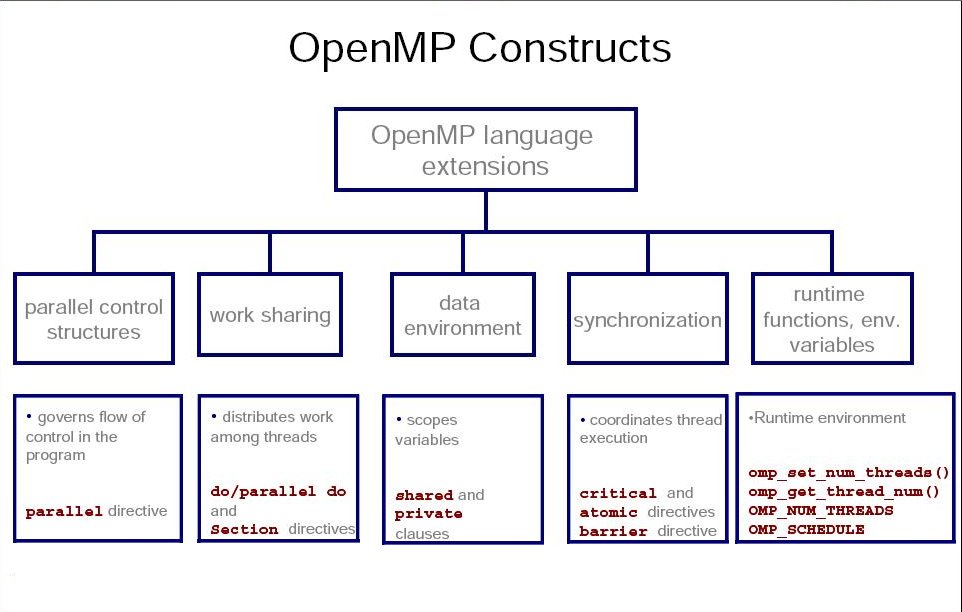 OpenMP Constructs
OpenMP language
extensions
parallel control
structures
work sharing
data
environment
synchronization
runtime
functions, env.
variables
• governs flow of
control in the
program
parallel directive
• distributes work
among threads
do/parallel do
and
Section directives
• scopes
variables
shared and
private
clauses
• coordinates thread
execution
critical and
atomic directives
barrier directive
•Runtime environment
omp_set_num_threads()
omp_get_thread_num()
OMP_NUM_THREADS
OMP_SCHEDULE